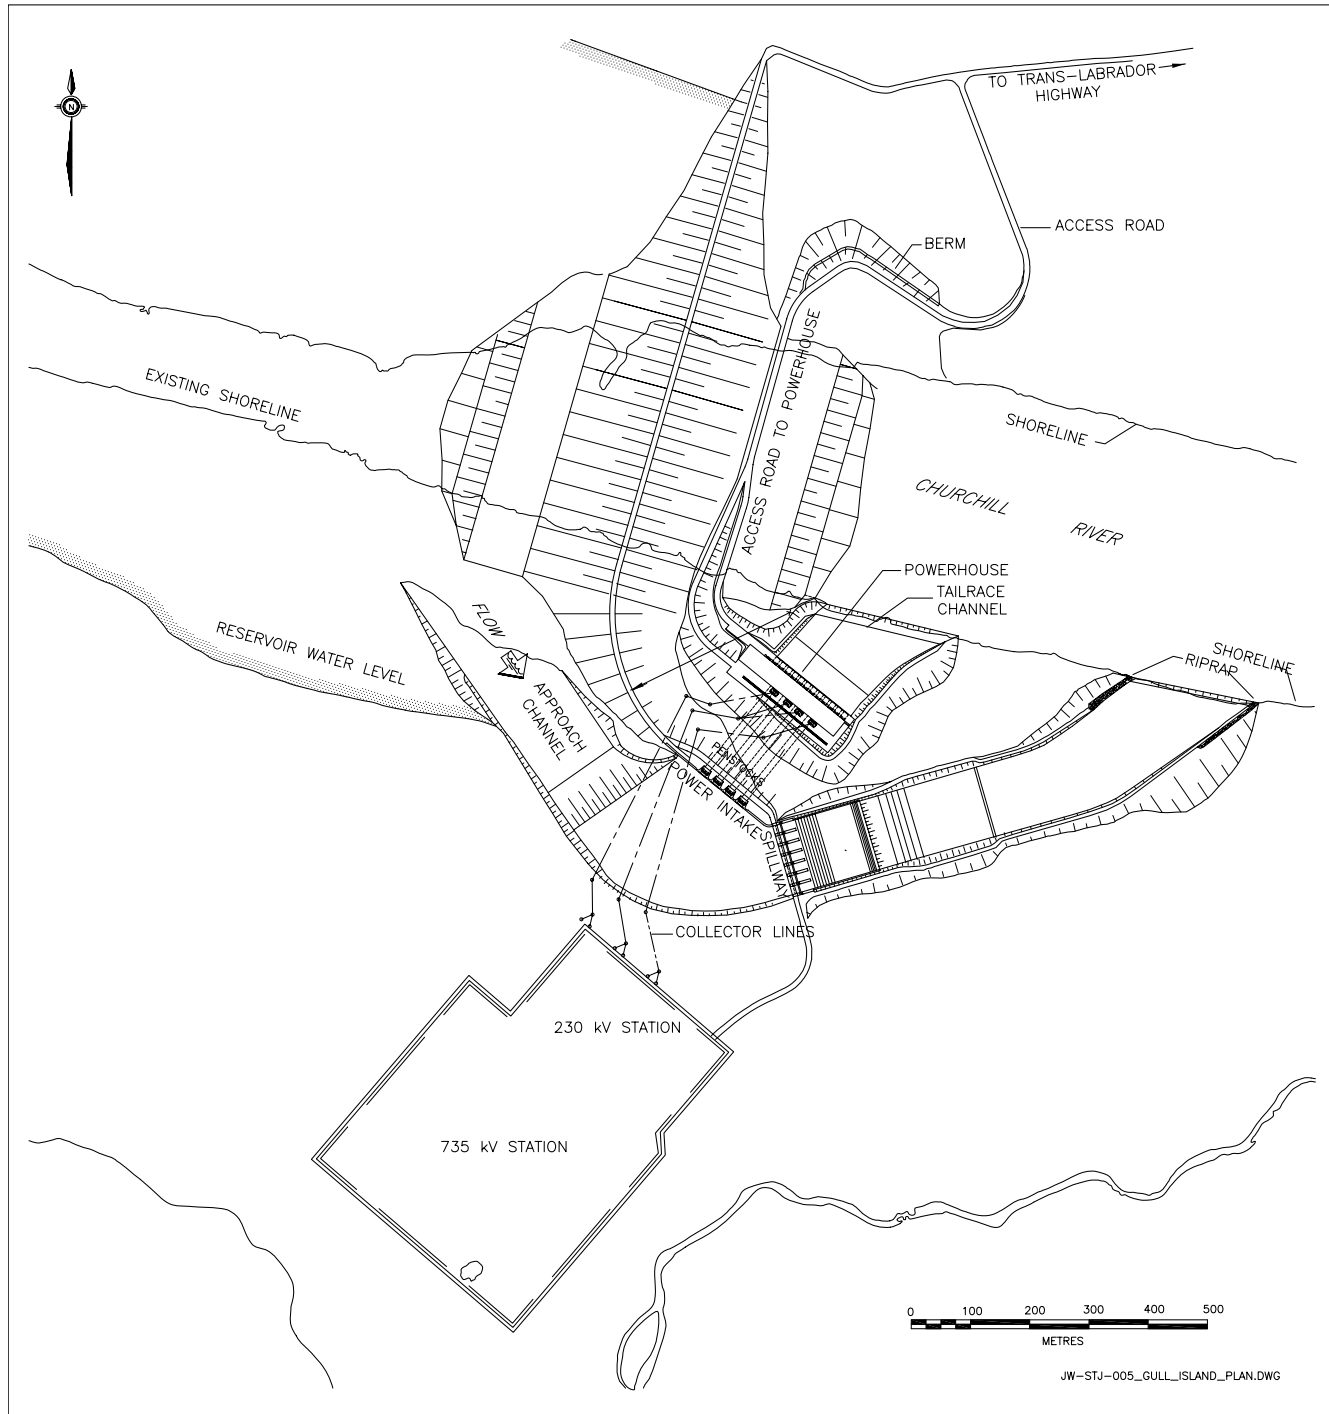 TO TRANS-LABRADOR
HIGHWAY
N
ACCESS ROAD
BERM
ACCESS ROAD TO POWERHOUSE
EXISTING SHORELINE
SHORELINE
CHURCHILL
RIVER
POWERHOUSE
TAILRACE
CHANNEL
FLOW
RESERVOIR WATER LEVEL
SHORELINE
RIPRAP
APPROACH
CHANNEL
PENSTOCKS
POWER INTAKE
SPILLWAY
COLLECTOR LINES
230 kV STATION
735 kV STATION
0 100 200 300 400 500
METRES
JW-STJ-005_GULL_ISLAND_PLAN.DWG